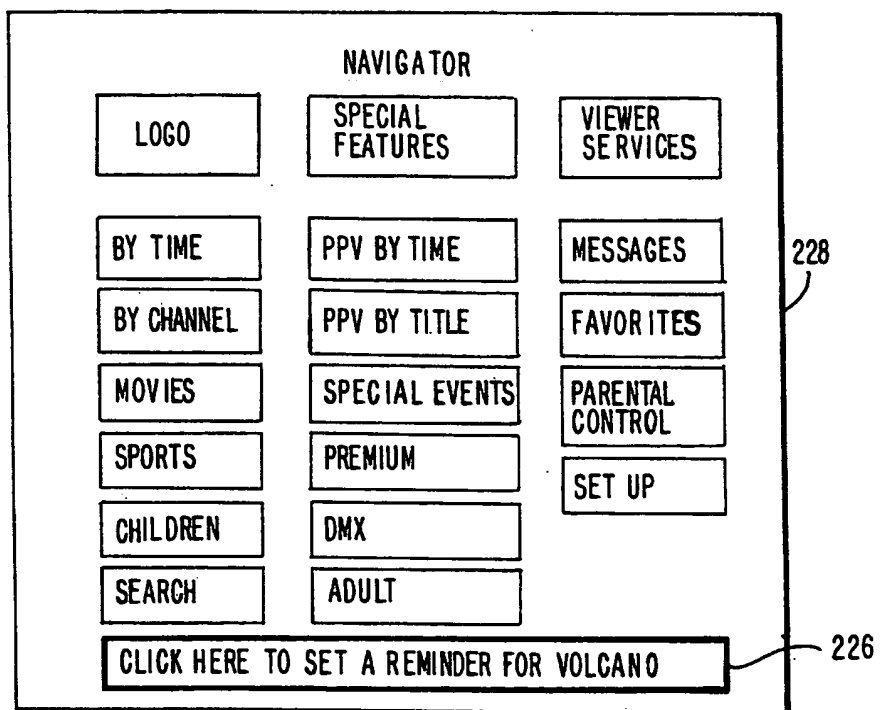 NAVIGATOR
LOGO
SPECIAL
FEATURES
VIEWER
SERVICES
BY TIME
PPV BY TIME
MESSAGES
BY CHANNEL
PPV BY TITLE
FAVORITES
MOVIES
SPECIAL EVENTS
PARENTAL
CONTROL
SPORTS
PREMIUM
SET UP
CHILDREN
DMX
SEARCH
ADULT
CLICK HERE TO SET A REMINDER FOR VOLCANO
228
226